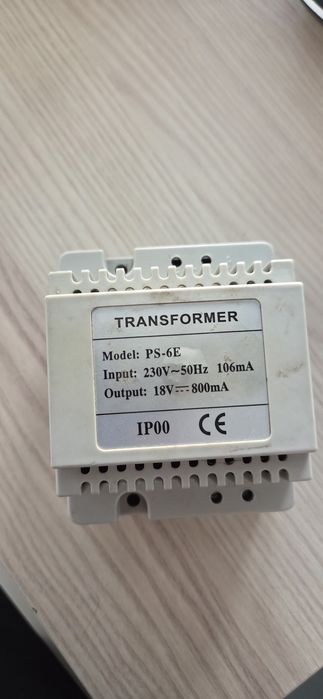 TRANSFORMER
Model: PS-6E
Input: 230V~50Hz 106mA
Output: 18V⎓800mA
IP00 CE